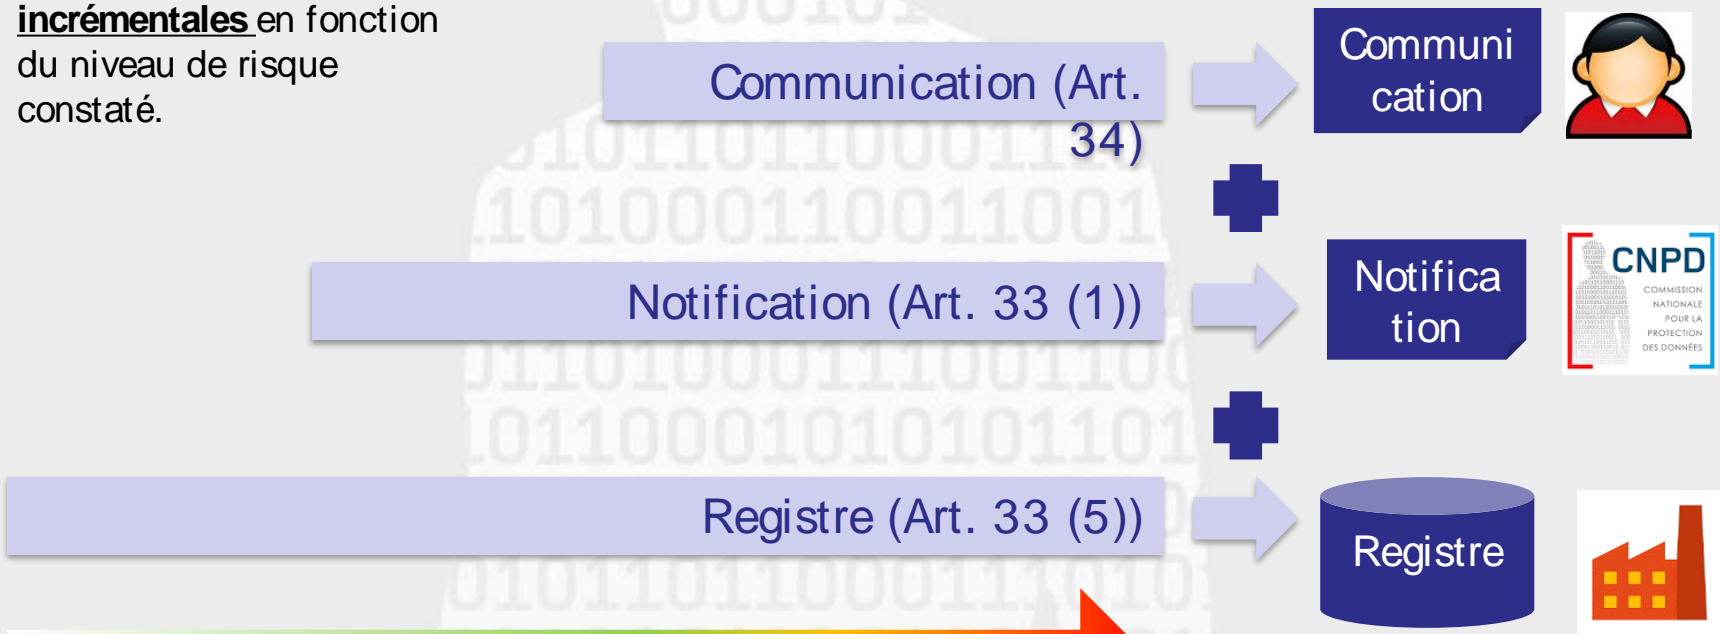 incrémentales en fonction
du niveau de risque
constaté.
Communication (Art.
34)
Communi
cation
Notification (Art. 33 (1))
Notifica
tion
CNPD
COMMISSION
NATIONALE
POUR LA
PROTECTION
DES DONNÉES
Registre (Art. 33 (5))
Registre